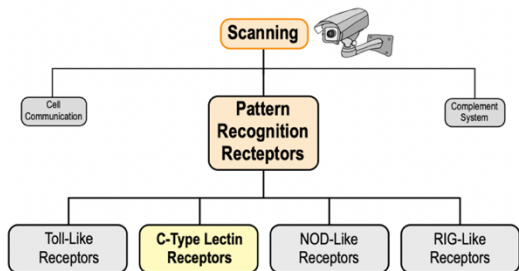 Scanning
Cell
Communication
Pattern
Recognition
Recteptors
Complement
System
Toll-Like
Receptors
C-Type Lectin
Receptors
NOD-Like
Receptors
RIG-Like
Receptors